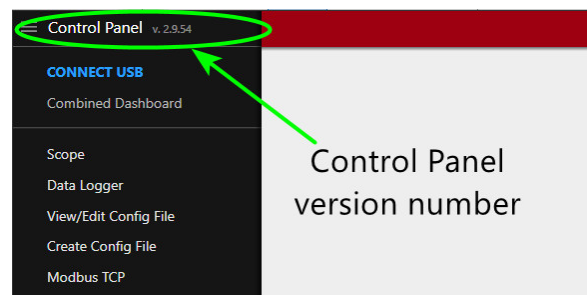 Control Panel v. 2.9.54
CONNECT USB
Combined Dashboard
Scope
Data Logger
View/Edit Config File
Create Config File
Modbus TCP
Control Panel
version number